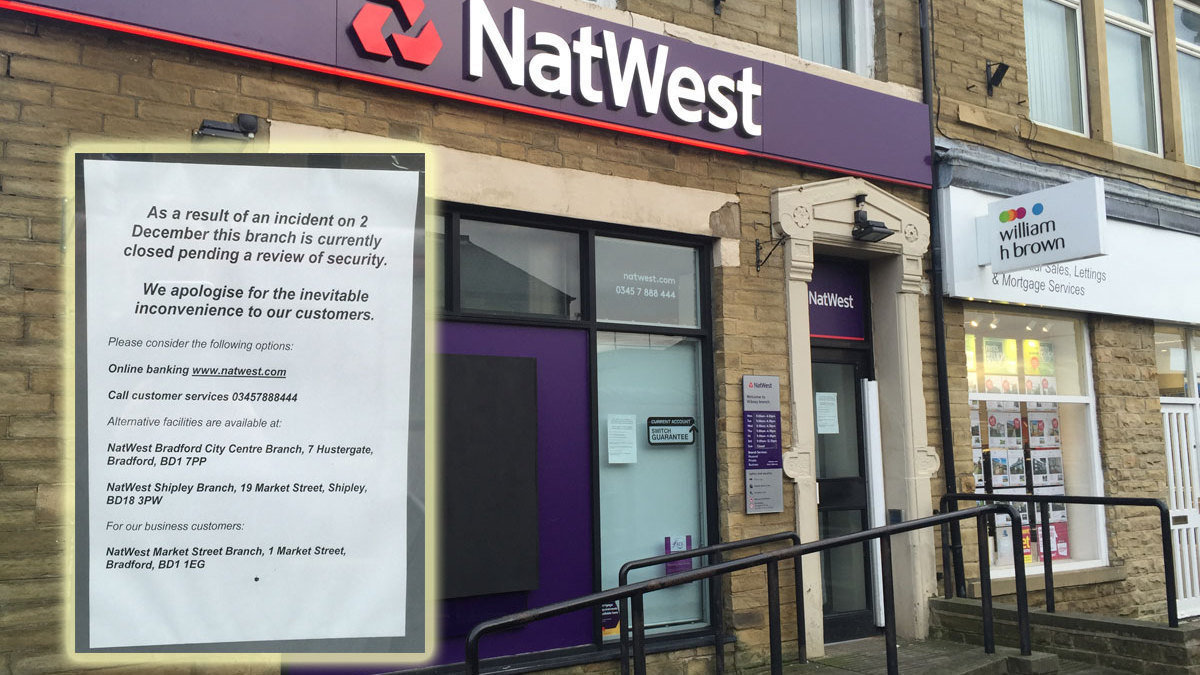 NatWest
As a result of an incident on 2
December this branch is currently
closed pending a review of security.
We apologise for the inevitable
inconvenience to our customers.
Please consider the following options:
Online banking www.natwest.com
Call customer services 03457888444
Alternative facilities are available at:
NatWest Bradford City Centre Branch, 7 Hustergate,
Bradford, BD1 7PP
NatWest Shipley Branch, 19 Market Street, Shipley,
BD18 3PW
For our business customers:
NatWest Market Street Branch, 1 Market Street,
Bradford, BD1 1EG
natwest.com
0345 7 888 444
CURRENT ACCOUNT
SWITCH
GUARANTEE
NatWest
NatWest
Welcome to
william
h brown
Sales, Lettings
& Mortgage Services